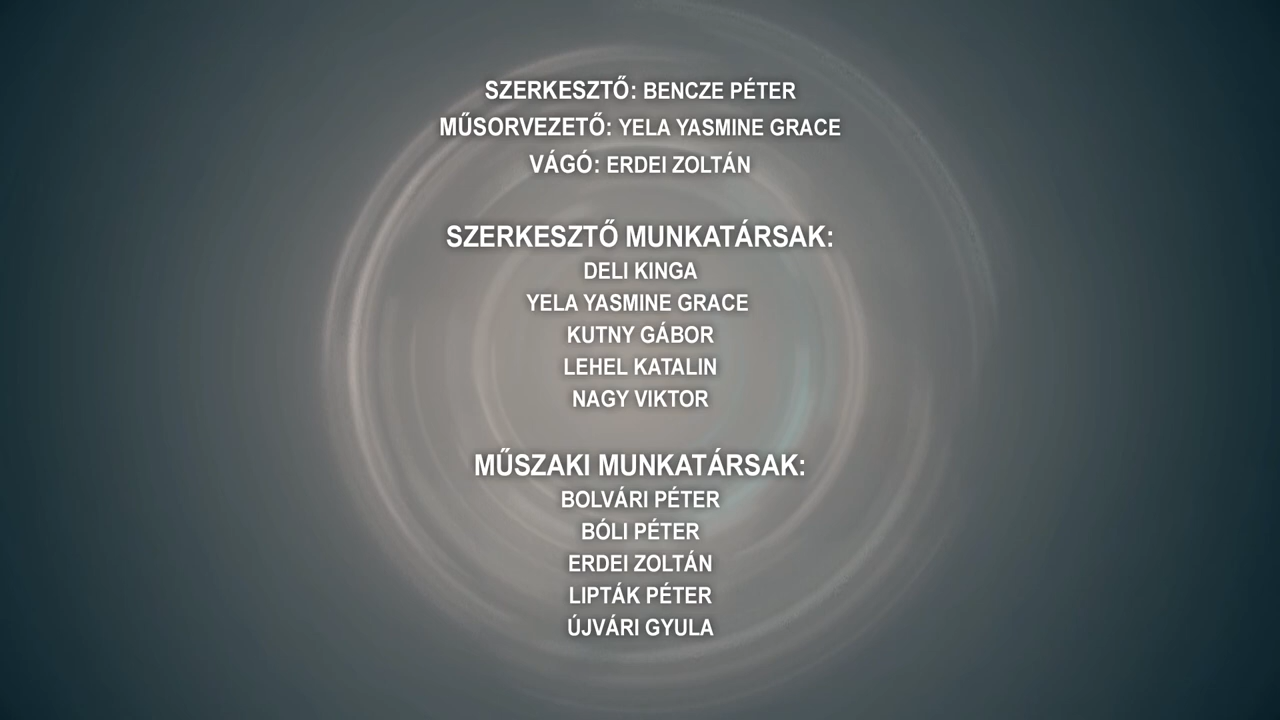 SZERKESZTŐ: BENCZE PÉTER
MŰSORVEZETŐ: YELA YASMINE GRACE
VÁGÓ: ERDEI ZOLTÁN
SZERKESZTŐ MUNKATÁRSAK:
DELI KINGA
YELA YASMINE GRACE
KUTNY GÁBOR
LEHEL KATALIN
NAGY VIKTOR
MŰSZAKI MUNKATÁRSAK:
BOLVÁRI PÉTER
BÓLI PÉTER
ERDEI ZOLTÁN
LIPTÁK PÉTER
ÚJVÁRI GYULA